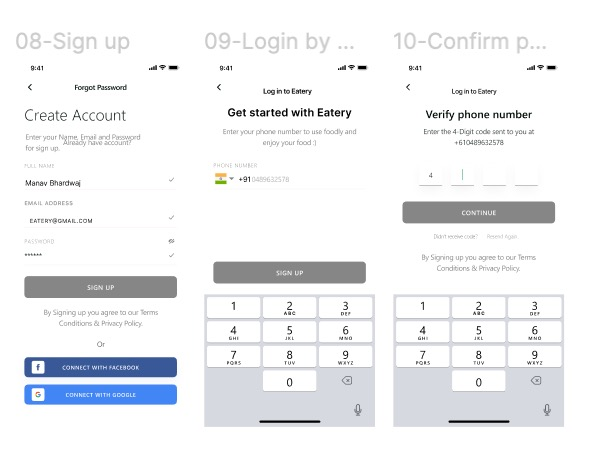 08-Sign up
9:41
Forgot Password
Create Account
Enter your Name, Email and Password
for sign up. Already have account?
FULL NAME
Manav Bhardwaj
EMAIL ADDRESS
EATERY@GMAIL.COM
PASSWORD
******
SIGN UP
By Signing up you agree to our Terms
Conditions & Privacy Policy.
Or
f CONNECT WITH FACEBOOK
G CONNECT WITH GOOGLE
09-Login by ...
9:41
Log in to Eatery
Get started with Eatery
Enter your phone number to use foodly and
enjoy your food :)
PHONE NUMBER
+910489632578
SIGN UP
1 2 3
ABC DEF
4 5 6
GHI JKL MNO
7 8 9
PQRS TUV WXYZ
0
10-Confirm p...
9:41
Log in to Eatery
Verify phone number
Enter the 4-Digit code sent to you at
+610489632578
4
CONTINUE
Didn't receive code? Resend Again.
By Signing up you agree to our Terms
Conditions & Privacy Policy.
1 2 3
ABC DEF
4 5 6
GHI JKL MNO
7 8 9
PQRS TUV WXYZ
0